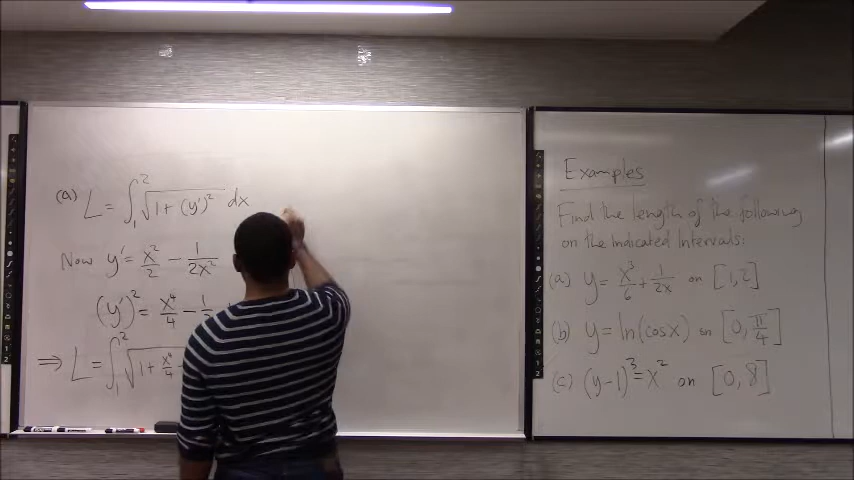 (a) L = ∫₁² √(1 + (y')²) dx
Now y' = x²/2 − 1/(2x²)
(y')² = x⁴/4 − 1/2
⟹ L = ∫₁² √(1 + x⁴/4 −
Examples
Find the length of the following
on the indicated intervals:
(a) y = x³/6 + 1/(2x) on [1,2]
(b) y = ln(cosx) on [0, π/4]
(c) (y−1)³ = x² on [0, 8]